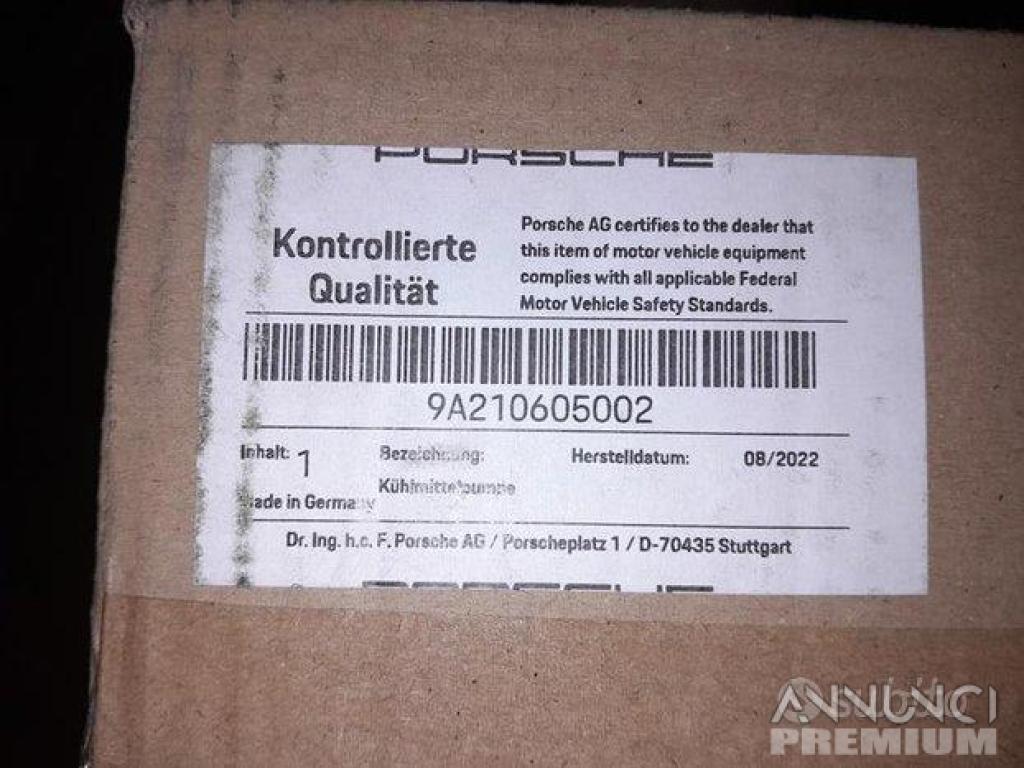 PORSCHE
Kontrollierte
Qualität
Porsche AG certifies to the dealer that
this item of motor vehicle equipment
complies with all applicable Federal
Motor Vehicle Safety Standards.
9A210605002
Inhalt: 1
Bezeichnung:
Herstelldatum: 08/2022
Kühlmittelpumpe
Made in Germany
Dr. Ing. h.c. F. Porsche AG / Porscheplatz 1 / D-70435 Stuttgart
PORSCHE
subito
ANNUNCI
PREMIUM